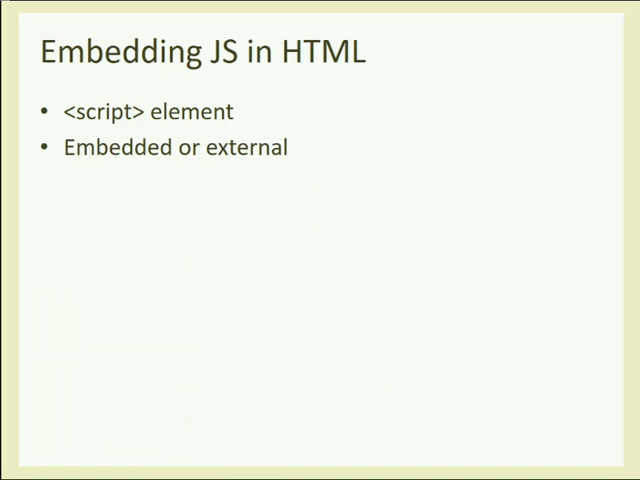 Embedding JS in HTML
• <script> element
• Embedded or external